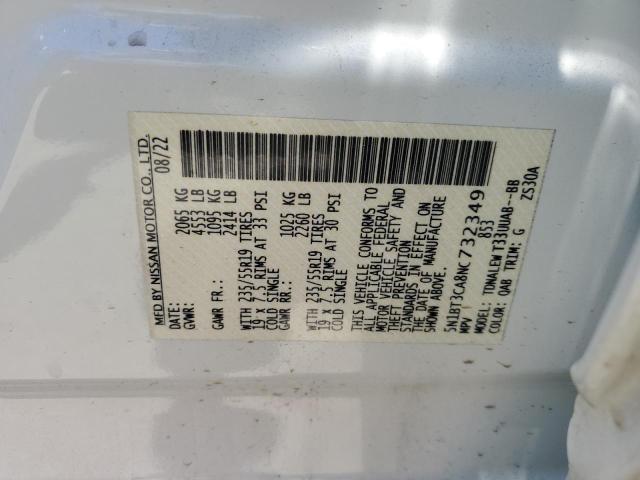 MFD BY NISSAN MOTOR CO., LTD.
DATE: 08/22
GVWR: 2065 KG
4553 LB
GAWR FR.: 1095 KG
2414 LB
WITH 235/55R19 TIRES
19 x 7.5 RIMS AT 33 PSI
COLD SINGLE
GAWR RR.: 1025 KG
2260 LB
WITH 235/55R19 TIRES
19 x 7.5 RIMS AT 30 PSI
COLD SINGLE
THIS VEHICLE CONFORMS TO
ALL APPLICABLE FEDERAL
MOTOR VEHICLE SAFETY AND
THEFT PREVENTION
STANDARDS IN EFFECT ON
THE DATE OF MANUFACTURE
SHOWN ABOVE.
5N1BT3CA8NC732349
MPV 853
MODEL: TDNALEW T33UUAB--BB
COLOR: QAB TRIM: G ZS30A